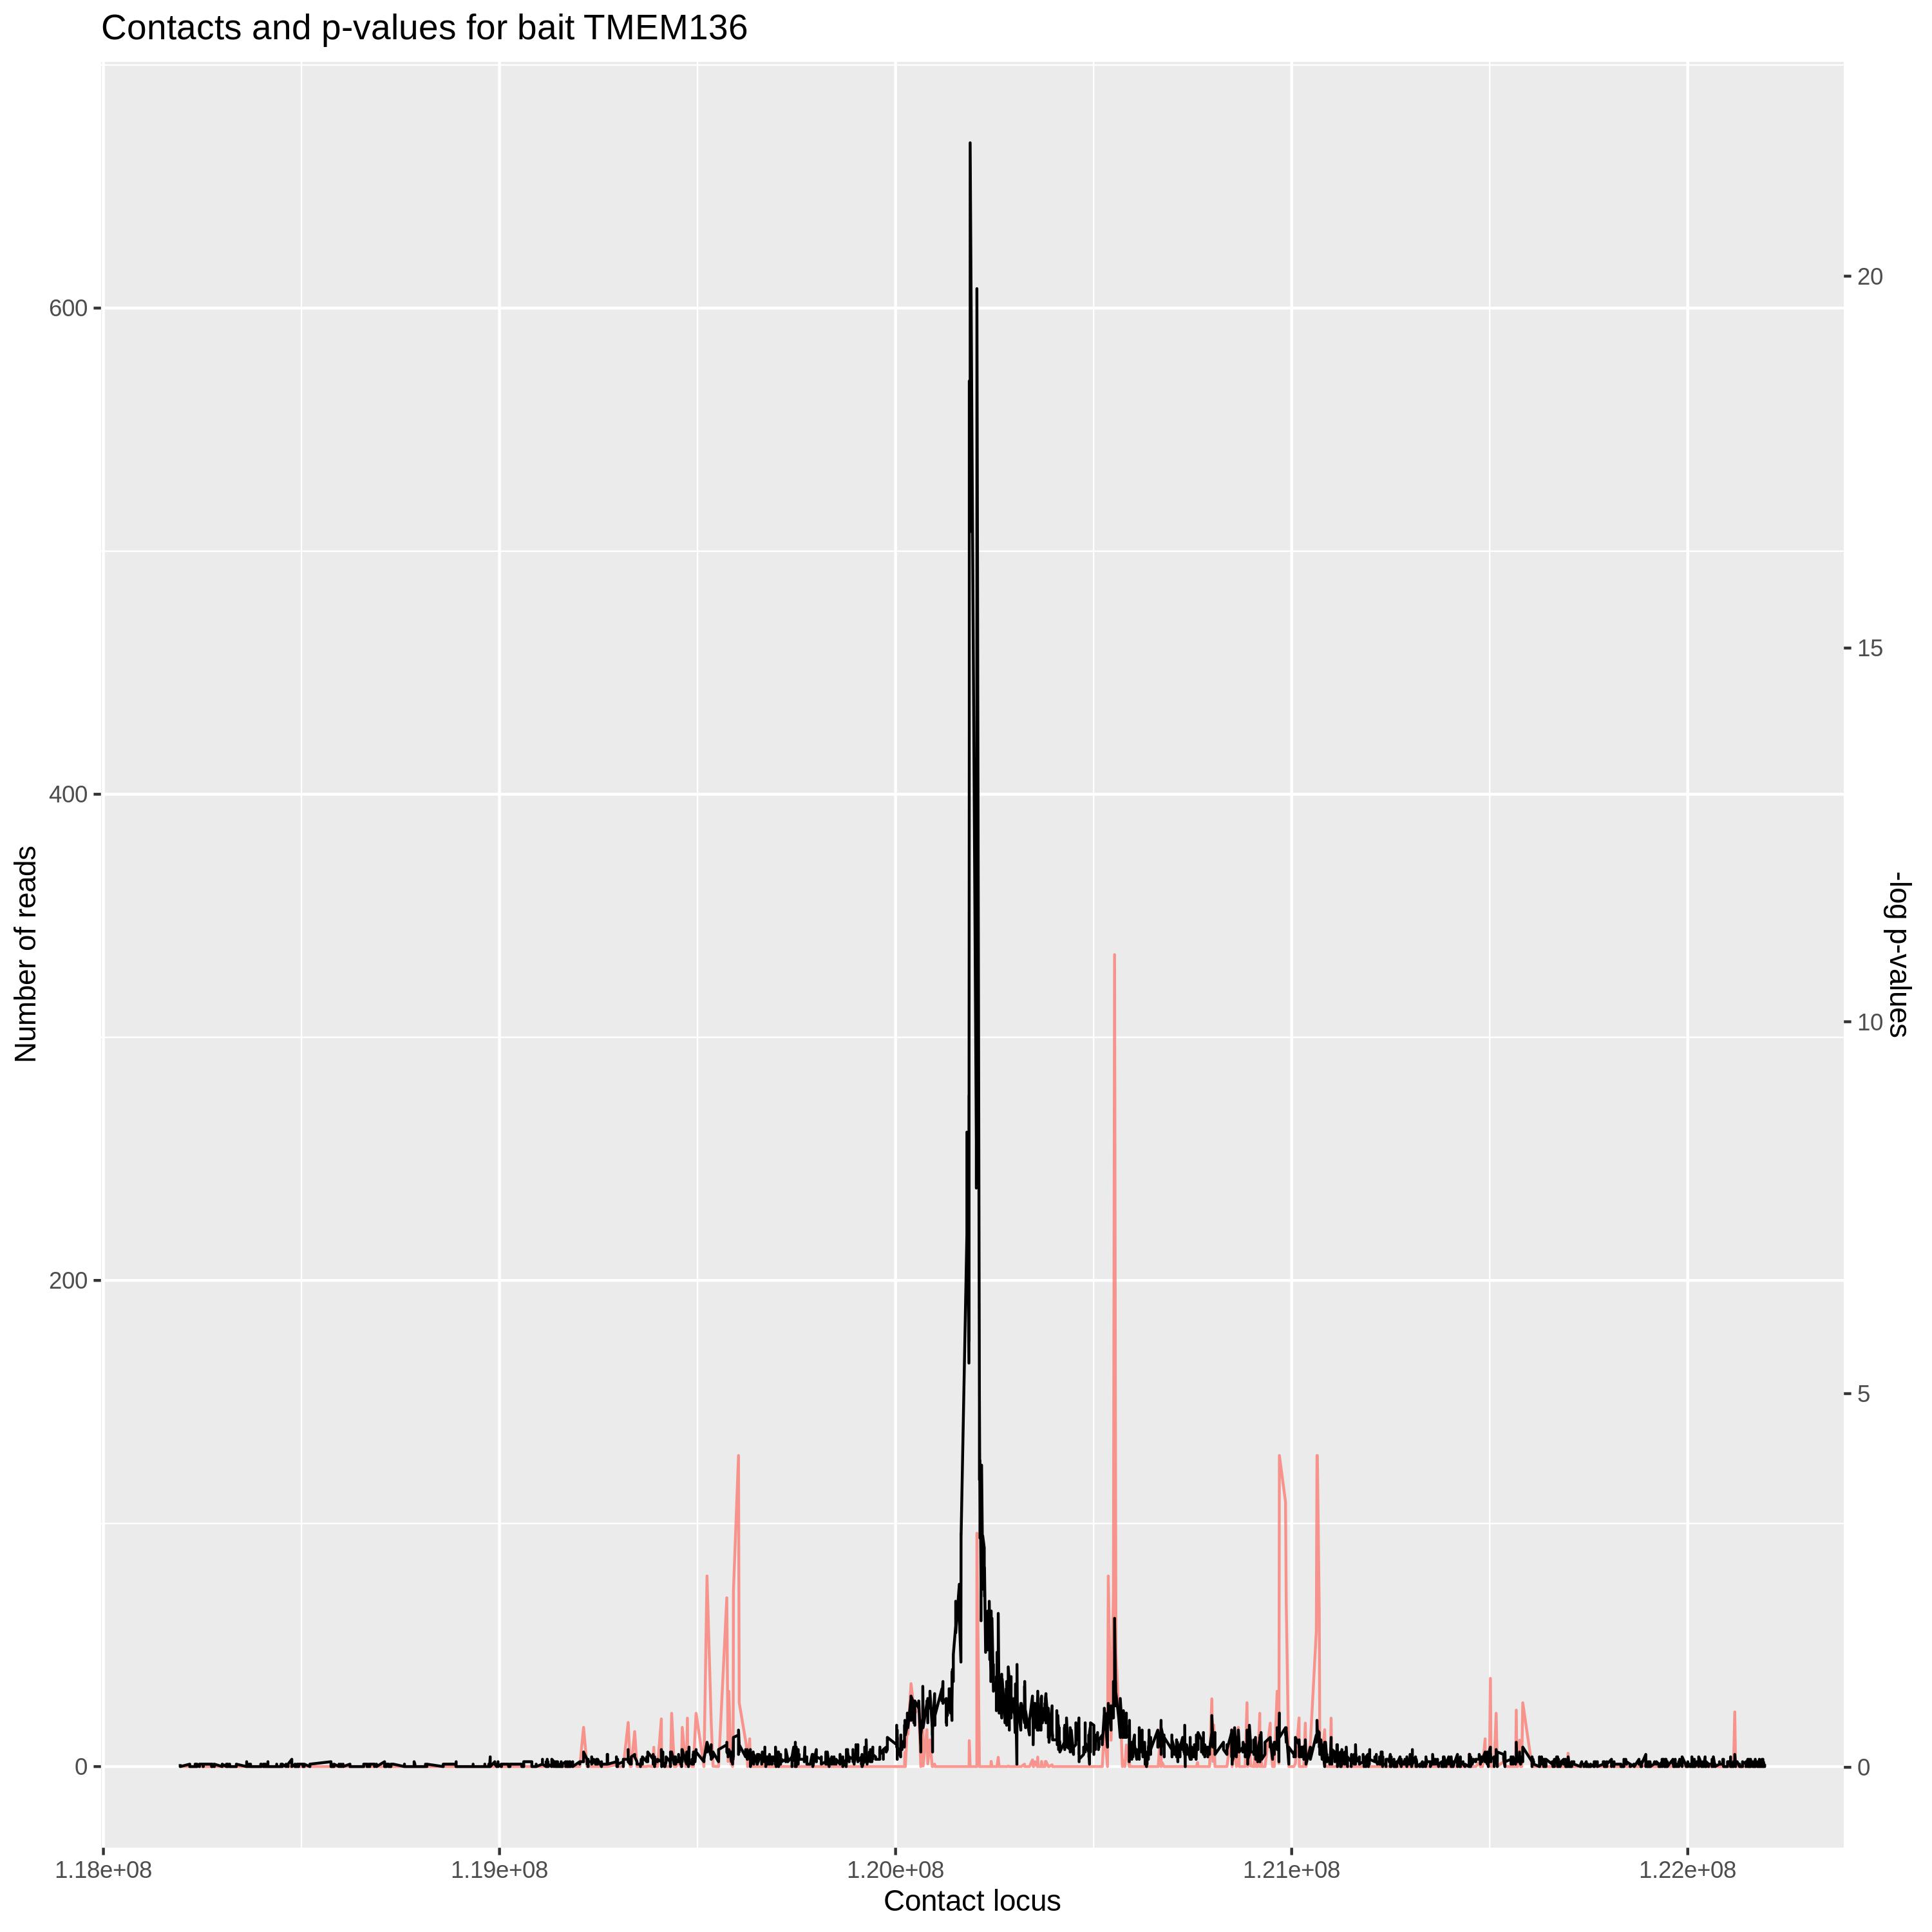 Contacts and p-values for bait TMEM136
600
400
200
0
Number of reads
20
15
10
5
0
-log p-values
1.18e+08
1.19e+08
1.20e+08
1.21e+08
1.22e+08
Contact locus